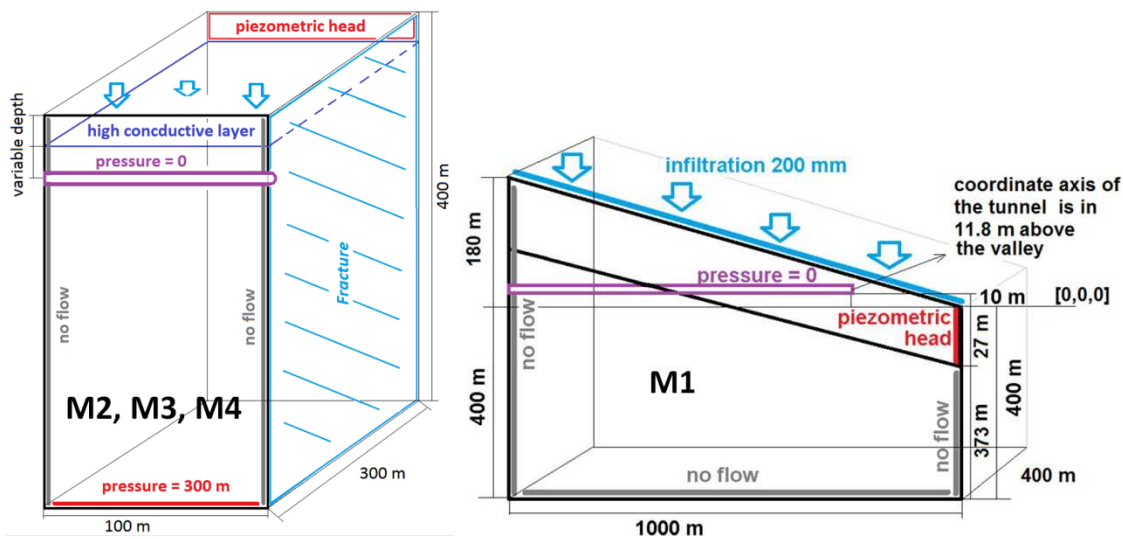 piezometric head
high concductive layer
variable depth
pressure = 0
400 m
no flow
no flow
Fracture
M2, M3, M4
300 m
pressure = 300 m
100 m
infiltration 200 mm
coordinate axis of
the tunnel is in
11.8 m above
the valley
180 m
pressure = 0
10 m
[0,0,0]
piezometric
head
27 m
no flow
M1
400 m
400 m
373 m
no flow
no flow
400 m
1000 m